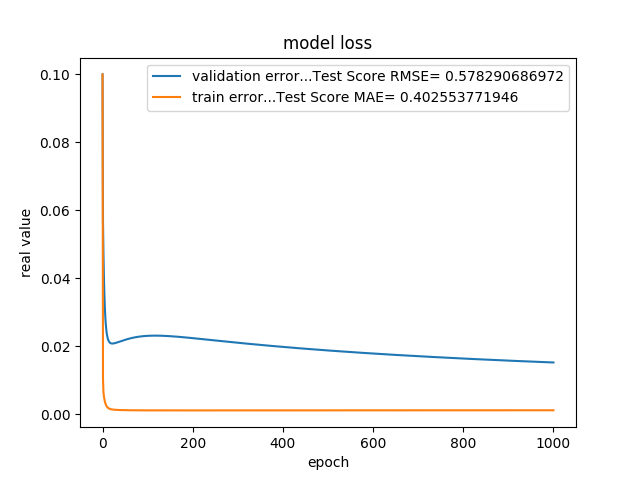 model loss
validation error...Test Score RMSE= 0.578290686972
train error...Test Score MAE= 0.402553771946
0.10
0.08
0.06
0.04
0.02
0.00
real value
0 200 400 600 800 1000
epoch